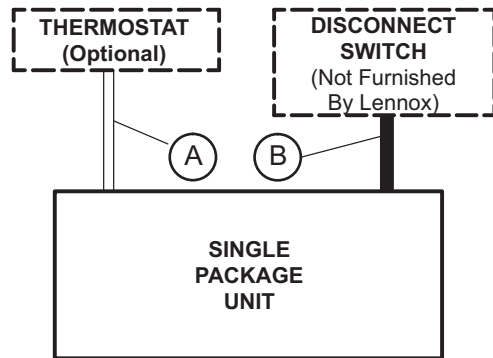 THERMOSTAT
(Optional)
DISCONNECT
SWITCH
(Not Furnished
By Lennox)
A
B
SINGLE
PACKAGE
UNIT